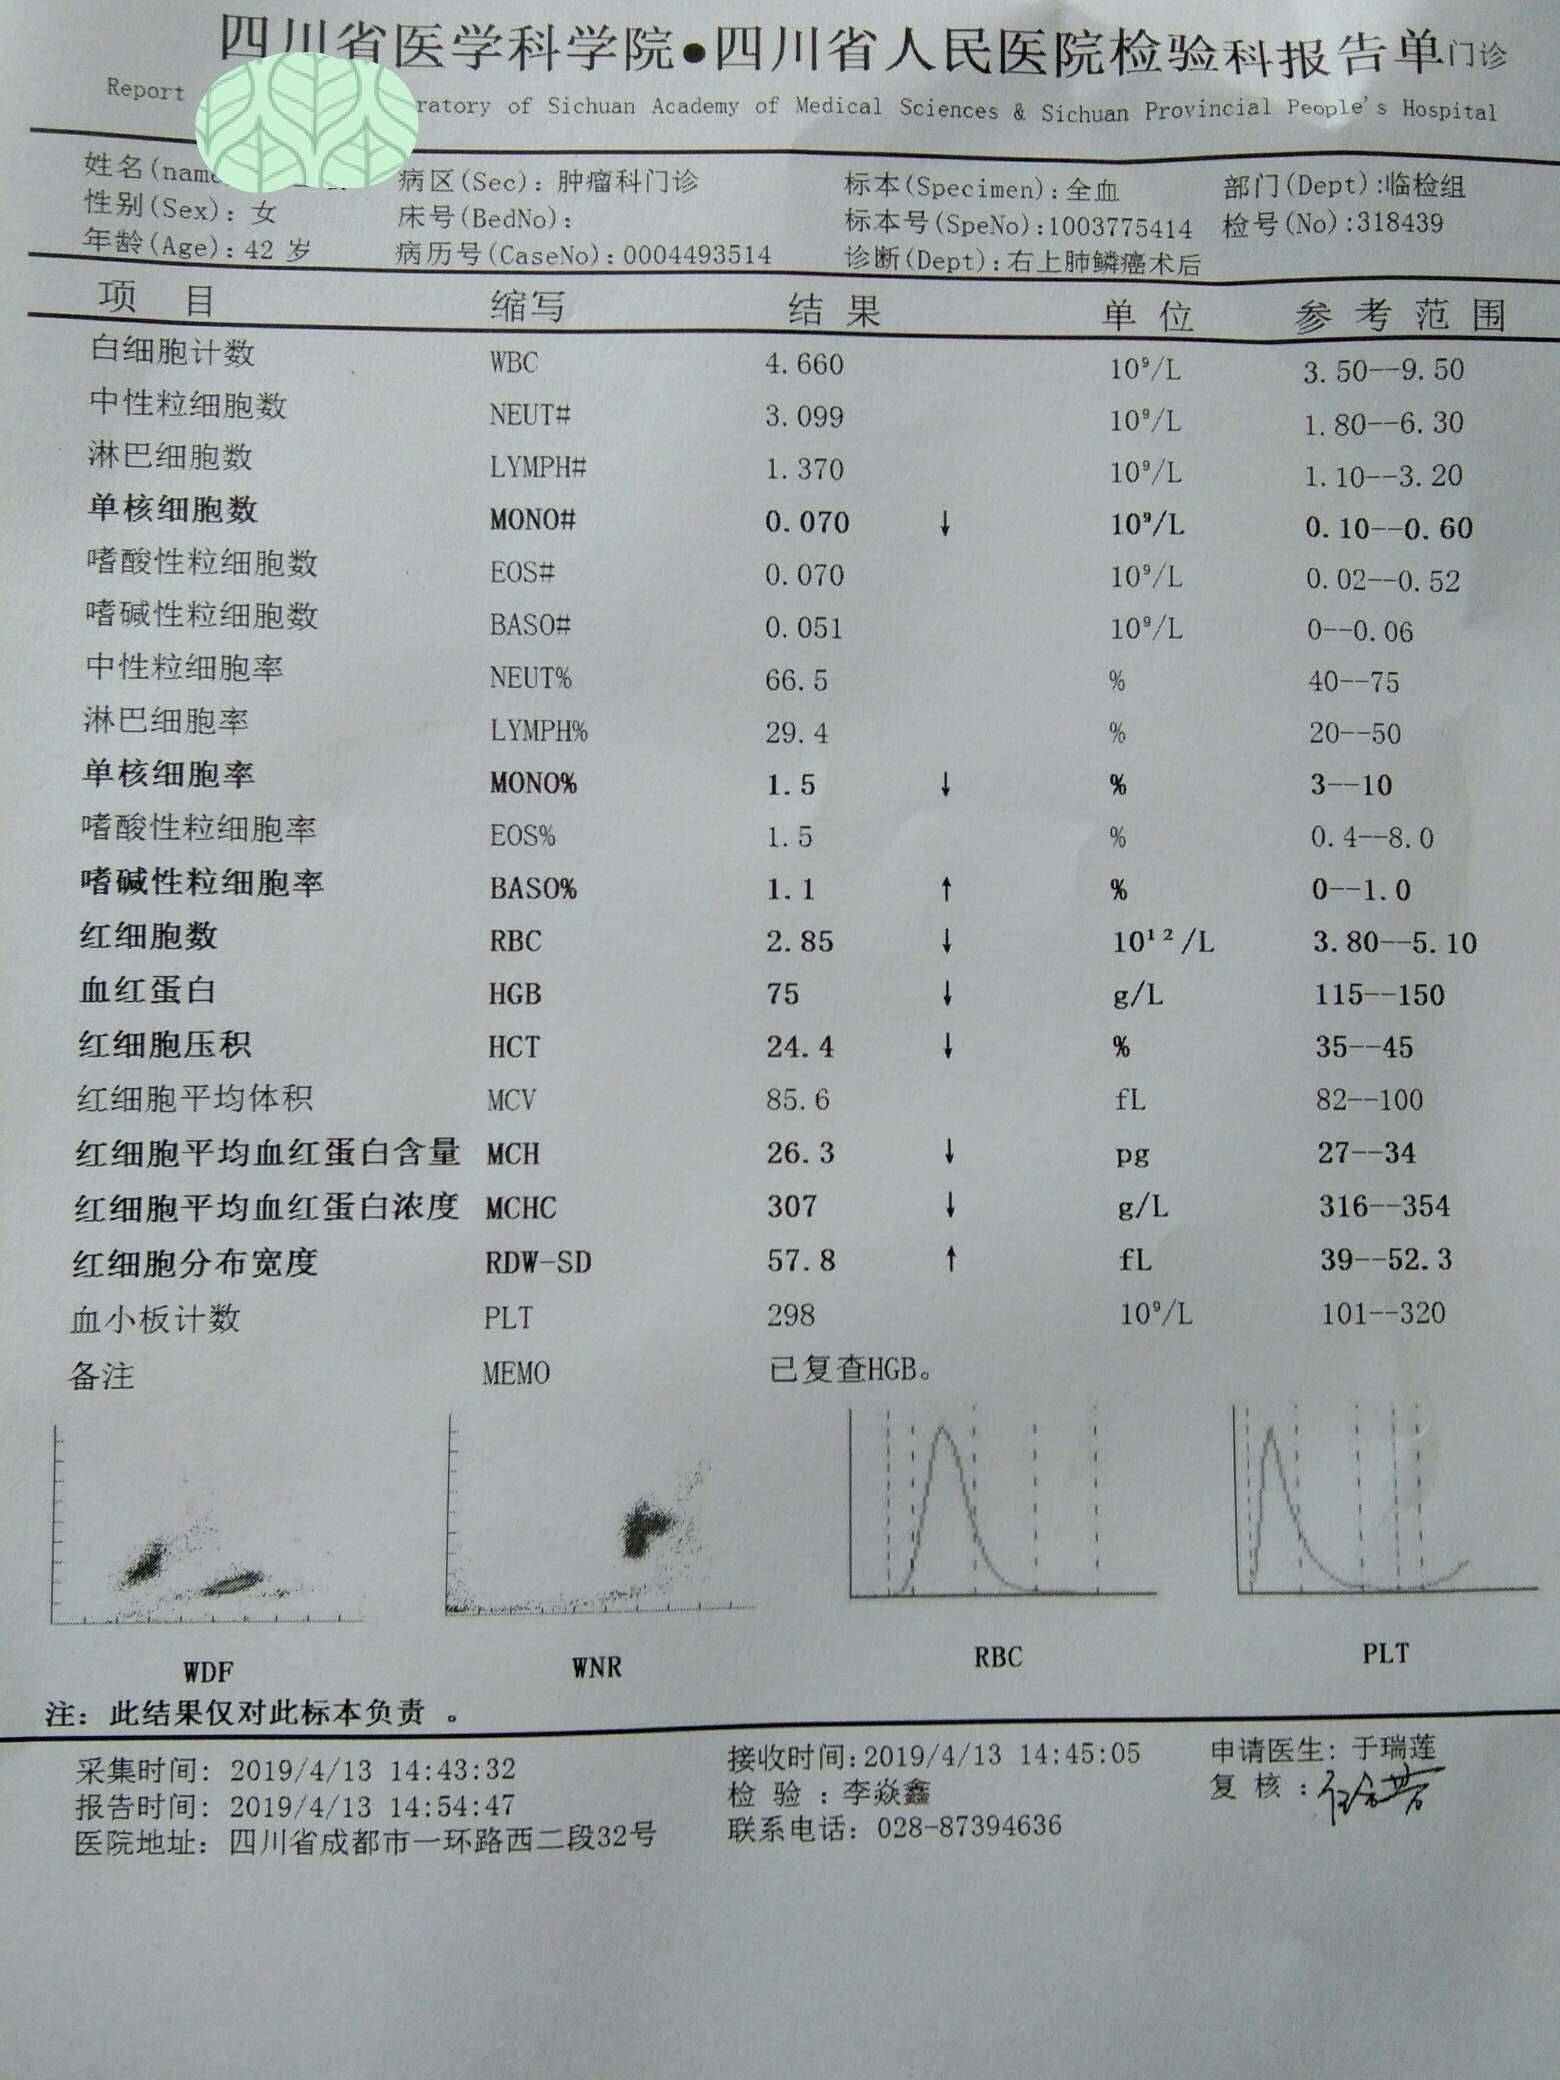 四川省医学科学院●四川省人民医院检验科报告单门诊
Report ratory of Sichuan Academy of Medical Sciences & Sichuan Provincial People's Hospital
姓名(name 病区(Sec): 肿瘤科门诊 标本(Specimen): 全血 部门(Dept):临检组
性别(Sex): 女 床号(BedNo): 标本号(SpeNo):1003775414 检号(No):318439
年龄(Age): 42 岁 病历号(CaseNo): 0004493514 诊断(Dept): 右上肺鳞癌术后
项 目 缩写 结 果 单 位 参 考 范 围
白细胞计数 WBC 4.660 10⁹/L 3.50--9.50
中性粒细胞数 NEUT# 3.099 10⁹/L 1.80--6.30
淋巴细胞数 LYMPH# 1.370 10⁹/L 1.10--3.20
单核细胞数 MONO# 0.070 ↓ 10⁹/L 0.10--0.60
嗜酸性粒细胞数 EOS# 0.070 10⁹/L 0.02--0.52
嗜碱性粒细胞数 BASO# 0.051 10⁹/L 0--0.06
中性粒细胞率 NEUT% 66.5 % 40--75
淋巴细胞率 LYMPH% 29.4 % 20--50
单核细胞率 MONO% 1.5 ↓ % 3--10
嗜酸性粒细胞率 EOS% 1.5 % 0.4--8.0
嗜碱性粒细胞率 BASO% 1.1 ↑ % 0--1.0
红细胞数 RBC 2.85 ↓ 10¹²/L 3.80--5.10
血红蛋白 HGB 75 ↓ g/L 115--150
红细胞压积 HCT 24.4 ↓ % 35--45
红细胞平均体积 MCV 85.6 fL 82--100
红细胞平均血红蛋白含量 MCH 26.3 ↓ pg 27--34
红细胞平均血红蛋白浓度 MCHC 307 ↓ g/L 316--354
红细胞分布宽度 RDW-SD 57.8 ↑ fL 39--52.3
血小板计数 PLT 298 10⁹/L 101--320
备注 MEMO 已复查HGB。
WDF WNR RBC PLT
注: 此结果仅对此标本负责 。
采集时间: 2019/4/13 14:43:32 接收时间:2019/4/13 14:45:05 申请医生: 于瑞莲
报告时间: 2019/4/13 14:54:47 检 验 :李焱鑫 复 核 :
医院地址: 四川省成都市一环路西二段32号 联系电话: 028-87394636